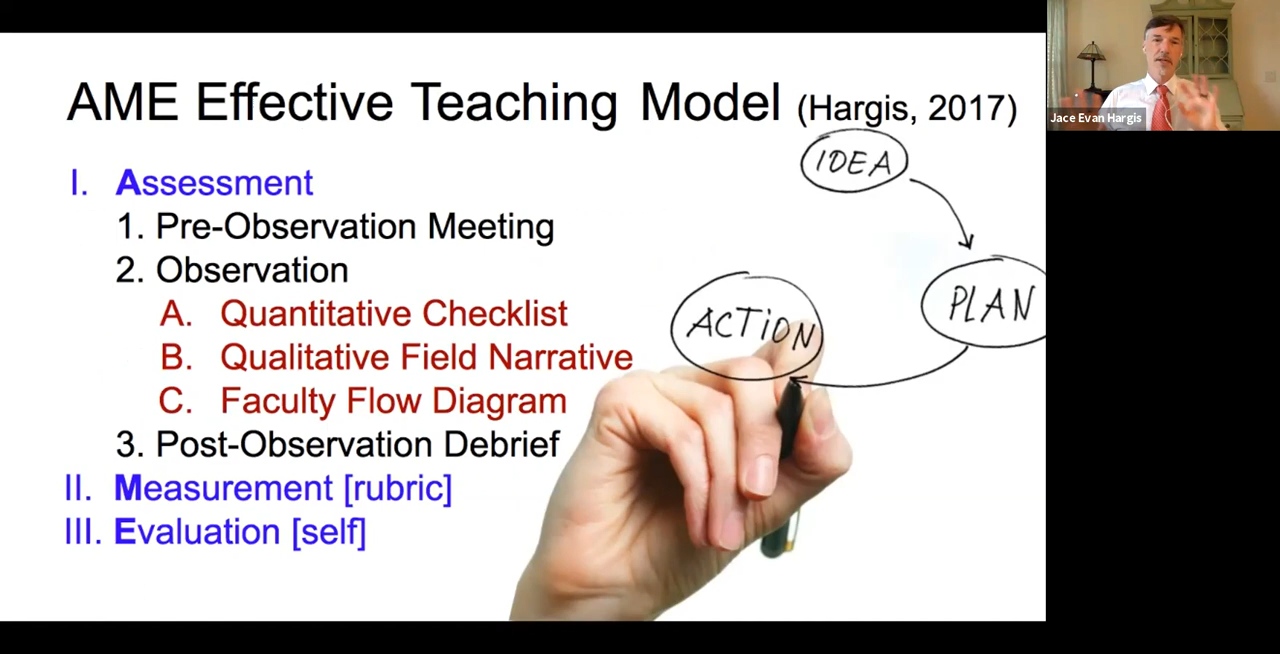 AME Effective Teaching Model (Hargis, 2017)
I. Assessment
1. Pre-Observation Meeting
2. Observation
A. Quantitative Checklist
B. Qualitative Field Narrative
C. Faculty Flow Diagram
3. Post-Observation Debrief
II. Measurement [rubric]
III. Evaluation [self]
IDEA
PLAN
ACTION
Jace Evan Hargis